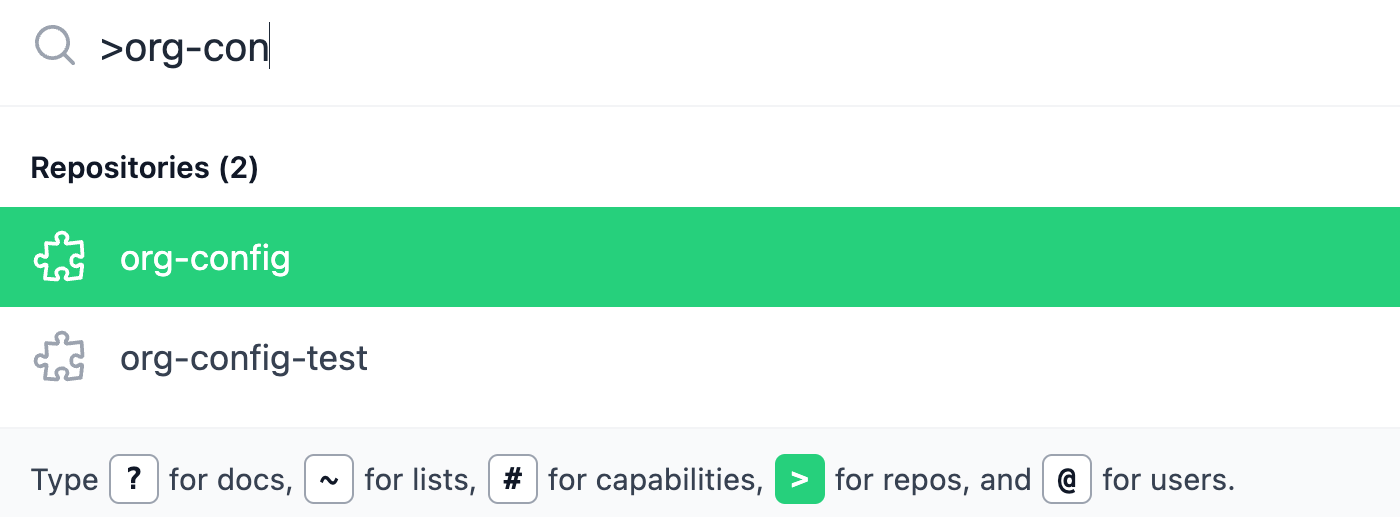 >org-con
Repositories (2)
org-config
org-config-test
Type ? for docs, ~ for lists, # for capabilities, > for repos, and @ for users.